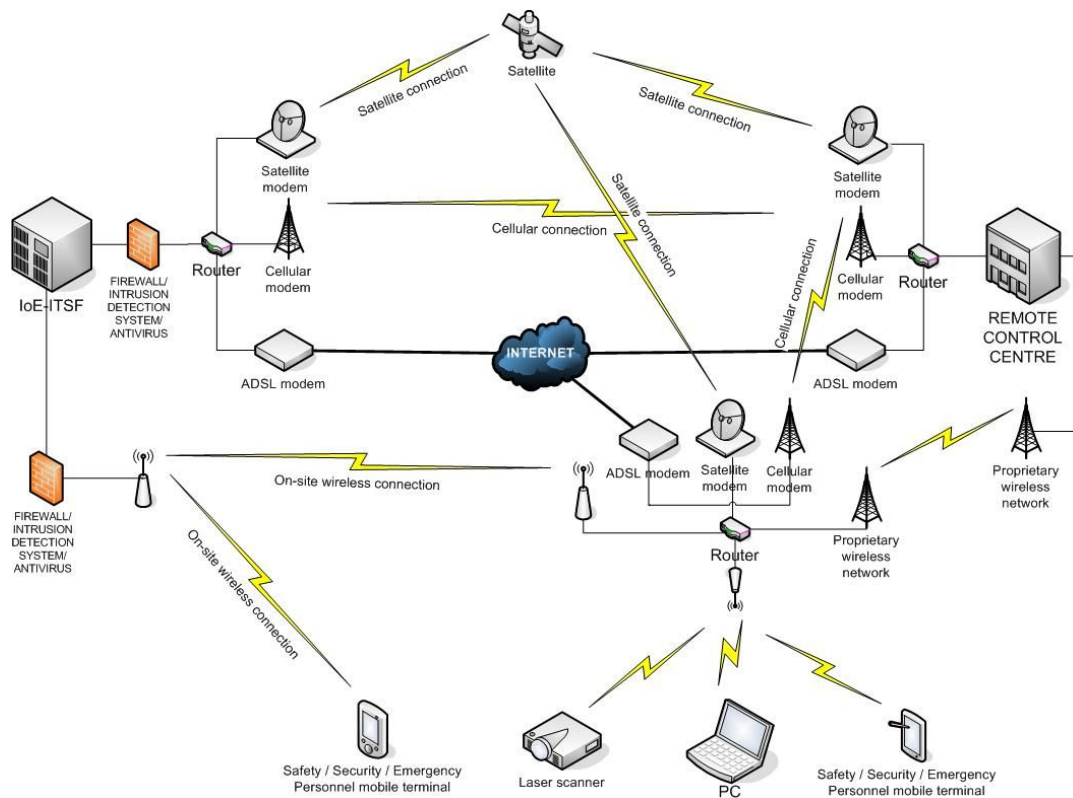 Satellite
Satellite connection
Satellite connection
Satellite connection
Satellite
modem
Satellite
modem
Cellular connection
Cellular connection
IoE-ITSF
FIREWALL/
INTRUSION
DETECTION
SYSTEM/
ANTIVIRUS
Router
Cellular
modem
Cellular
modem
Router
REMOTE
CONTROL
CENTRE
ADSL modem
INTERNET
ADSL modem
ADSL modem
Satellite
modem
Cellular
modem
On-site wireless connection
Proprietary
wireless
network
FIREWALL/
INTRUSION
DETECTION
SYSTEM/
ANTIVIRUS
On-site wireless connection
Router
Proprietary
wireless
network
Safety / Security / Emergency
Personnel mobile terminal
Laser scanner
PC
Safety / Security / Emergency
Personnel mobile terminal